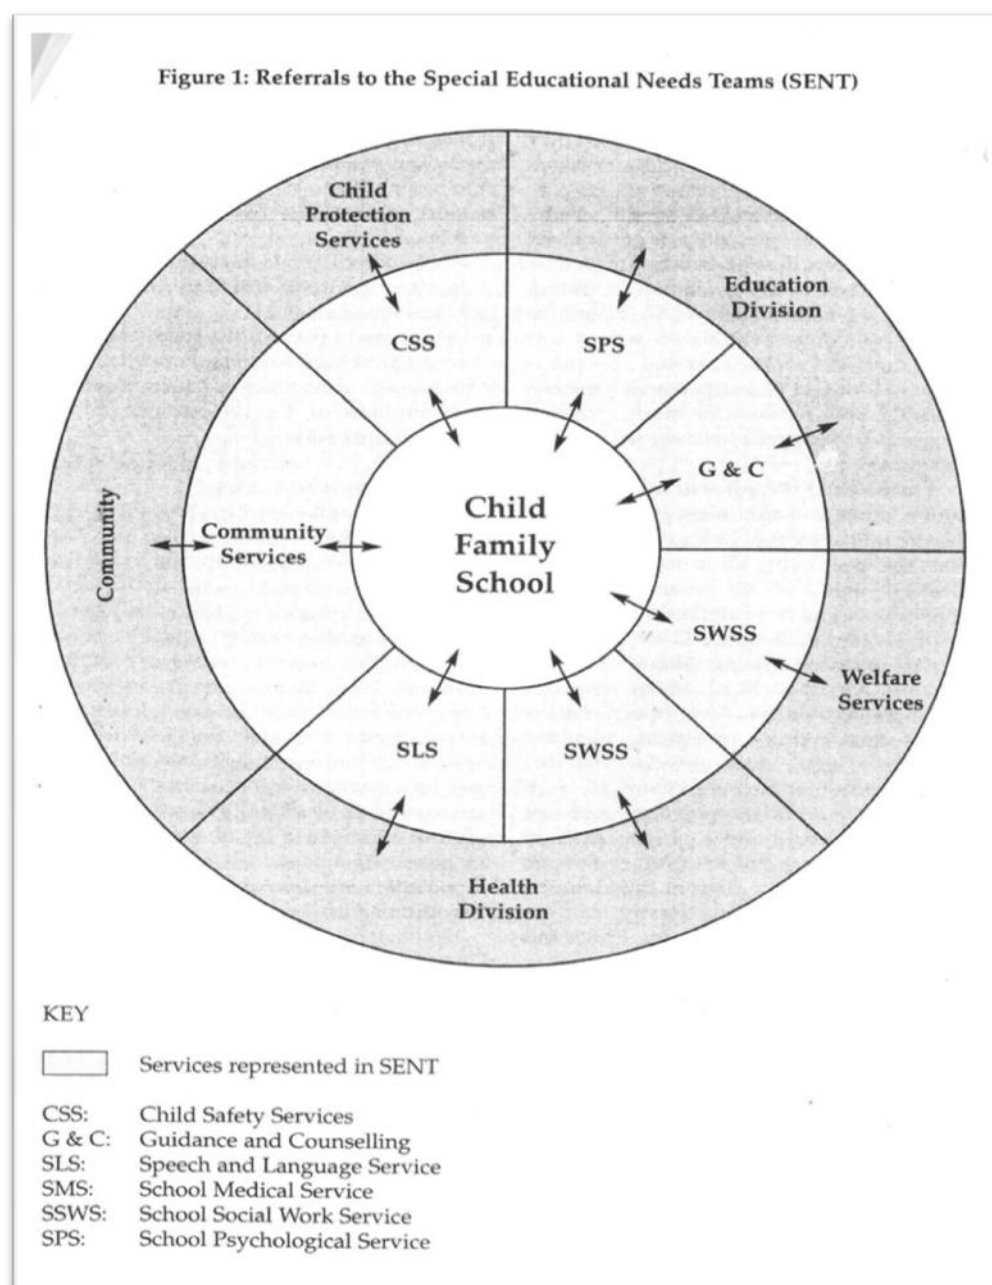 Figure 1: Referrals to the Special Educational Needs Teams (SENT)
Child
Protection
Services
Education
Division
CSS
SPS
G & C
Child
Family
School
Community
Community
Services
SWSS
Welfare
Services
SLS
SWSS
Health
Division
KEY
Services represented in SENT
CSS: Child Safety Services
G & C: Guidance and Counselling
SLS: Speech and Language Service
SMS: School Medical Service
SSWS: School Social Work Service
SPS: School Psychological Service